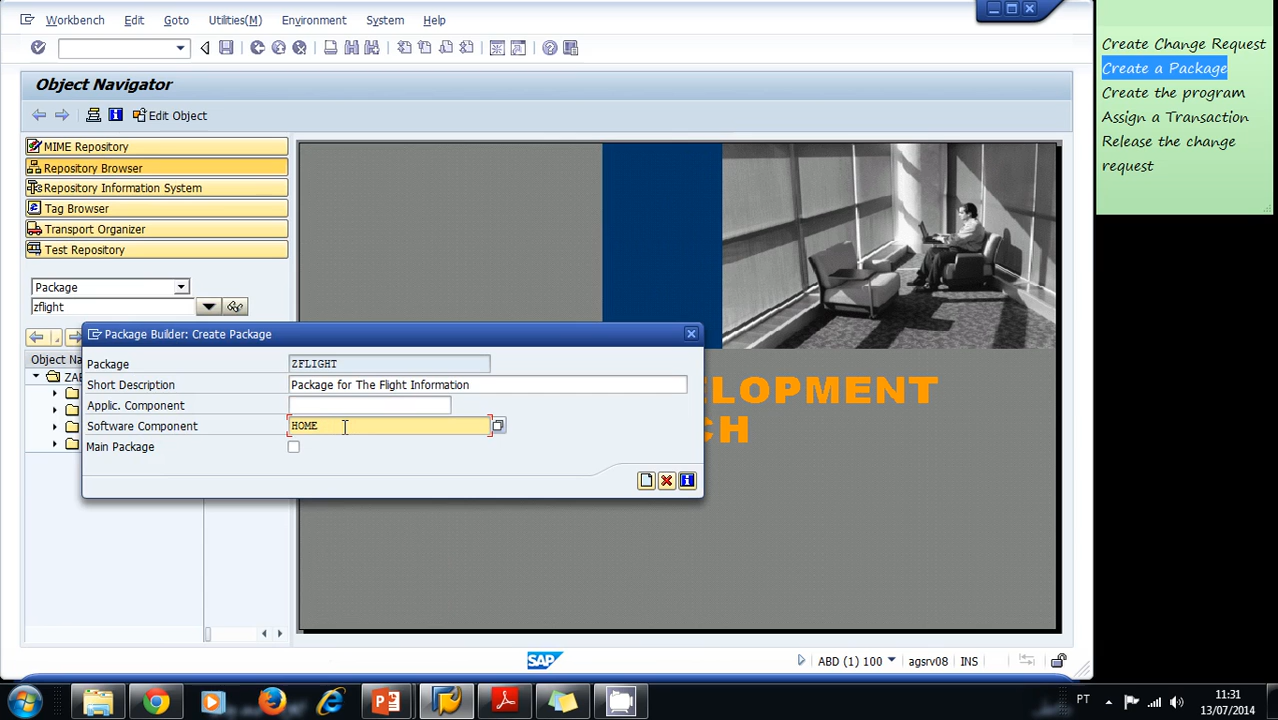 Workbench Edit Goto Utilities(M) Environment System Help
Object Navigator
Edit Object
MIME Repository
Repository Browser
Repository Information System
Tag Browser
Transport Organizer
Test Repository
Package
zflight
Object Na
ZAB
Package Builder: Create Package
Package ZFLIGHT
Short Description Package for The Flight Information
Applic. Component
Software Component HOME
Main Package
ELOPMENT
CH
SAP
ABD (1) 100 agsrv08 INS
Create Change Request
Create a Package
Create the program
Assign a Transaction
Release the change
request
PT 11:31
13/07/2014